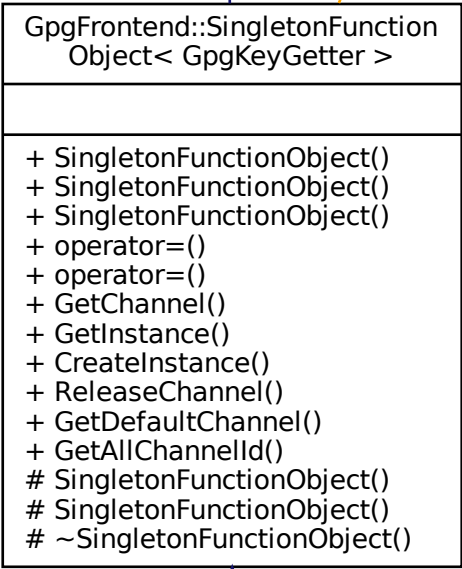 GpgFrontend::SingletonFunction
Object< GpgKeyGetter >
+ SingletonFunctionObject()
+ SingletonFunctionObject()
+ SingletonFunctionObject()
+ operator=()
+ operator=()
+ GetChannel()
+ GetInstance()
+ CreateInstance()
+ ReleaseChannel()
+ GetDefaultChannel()
+ GetAllChannelId()
# SingletonFunctionObject()
# SingletonFunctionObject()
# ~SingletonFunctionObject()